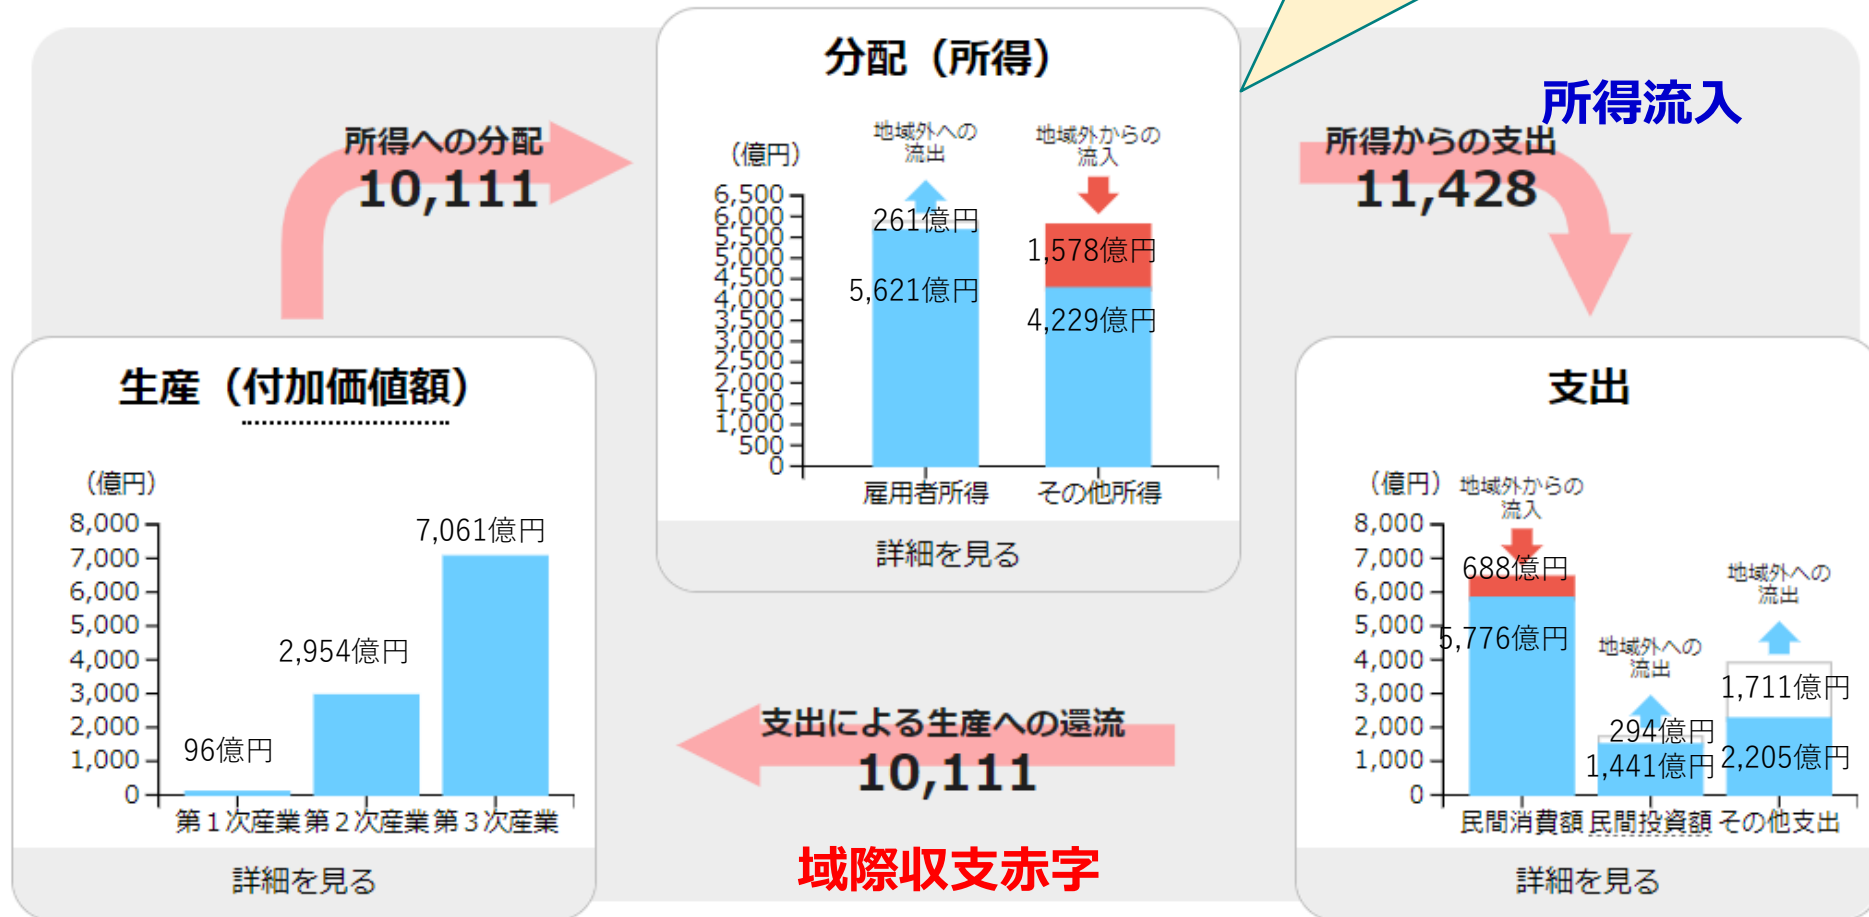 分配（所得）
所得流入
所得への分配
10,111
所得からの支出
11,428
（億円）
地域外への
流出
地域外からの
流入
6,500
6,000
5,500
5,000
4,500
4,000
3,500
3,000
2,500
2,000
1,500
1,000
500
0
261億円
5,621億円
1,578億円
4,229億円
雇用者所得
その他所得
詳細を見る
生産（付加価値額）
（億円）
8,000
7,000
6,000
5,000
4,000
3,000
2,000
1,000
0
96億円
2,954億円
7,061億円
第１次産業
第２次産業
第３次産業
詳細を見る
支出による生産への還流
10,111
域際収支赤字
支出
（億円）
地域外からの
流入
8,000
7,000
6,000
5,000
4,000
3,000
2,000
1,000
0
688億円
5,776億円
地域外への
流出
294億円
1,441億円
地域外への
流出
1,711億円
2,205億円
民間消費額
民間投資額
その他支出
詳細を見る